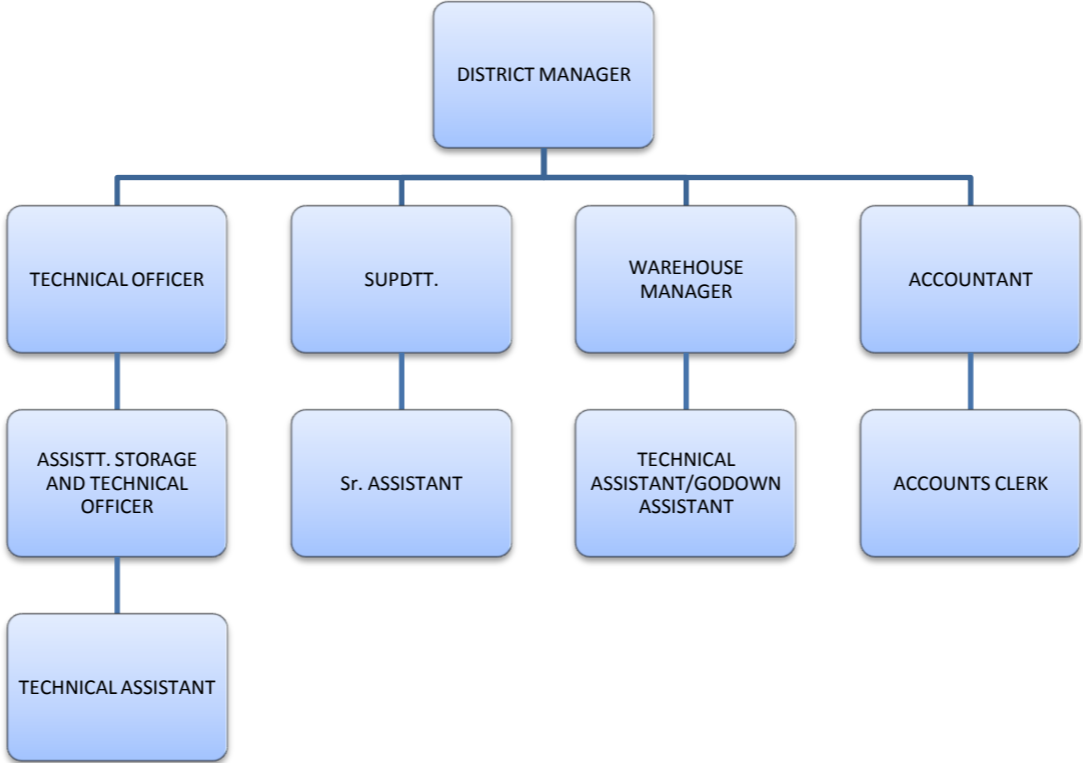 DISTRICT MANAGER
TECHNICAL OFFICER
SUPDTT.
WAREHOUSE
MANAGER
ACCOUNTANT
ASSISTT. STORAGE
AND TECHNICAL
OFFICER
Sr. ASSISTANT
TECHNICAL
ASSISTANT/GODOWN
ASSISTANT
ACCOUNTS CLERK
TECHNICAL ASSISTANT